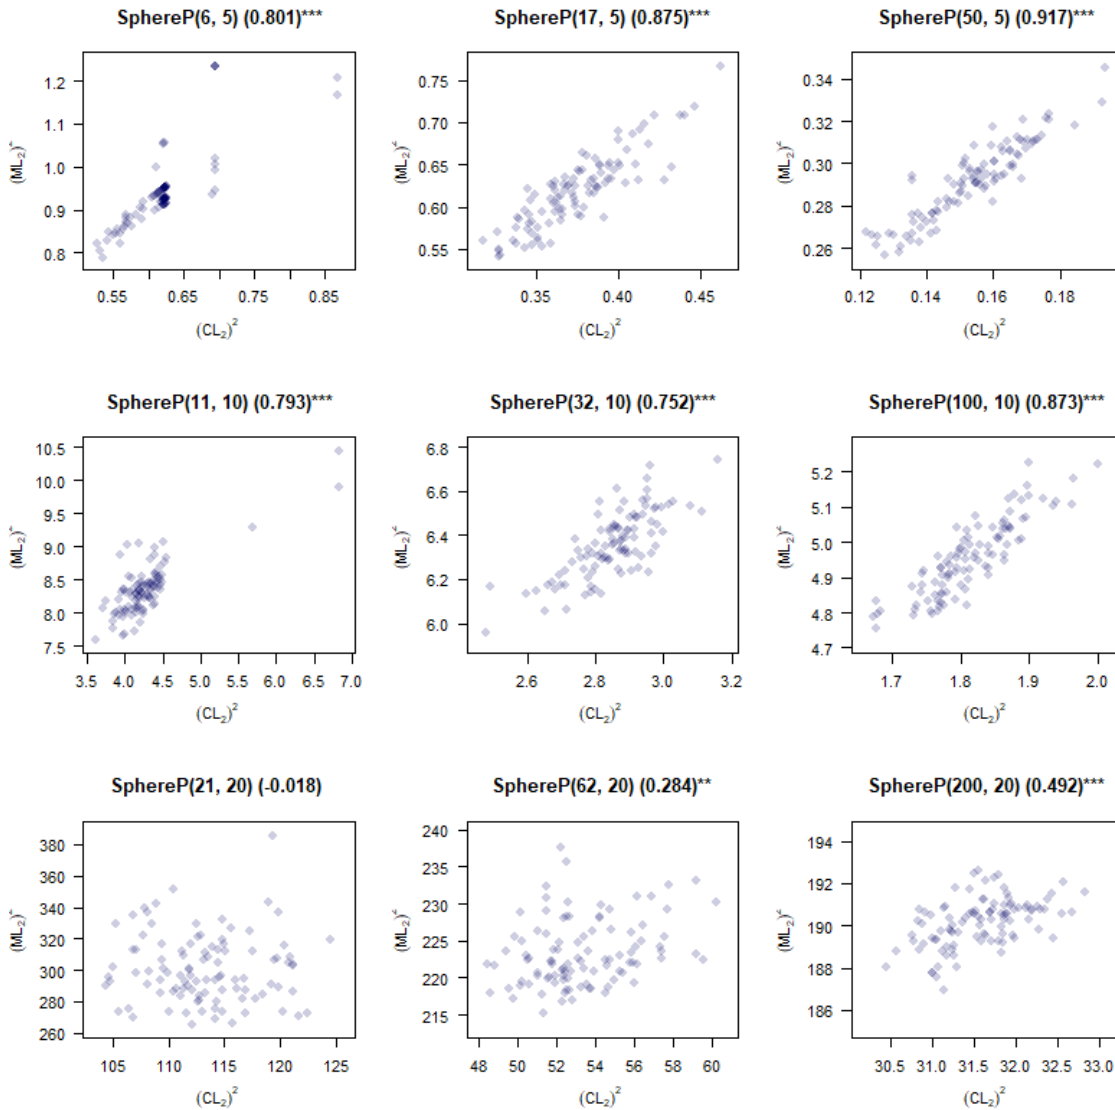 SphereP(6, 5) (0.801)***
SphereP(17, 5) (0.875)***
SphereP(50, 5) (0.917)***
1.2
1.1
1.0
0.9
0.8
(ML₂)²
0.55 0.65 0.75 0.85
(CL₂)²
0.75
0.70
0.65
0.60
0.55
(ML₂)²
0.35 0.40 0.45
(CL₂)²
0.34
0.32
0.30
0.28
0.26
(ML₂)²
0.12 0.14 0.16 0.18
(CL₂)²
SphereP(11, 10) (0.793)***
SphereP(32, 10) (0.752)***
SphereP(100, 10) (0.873)***
10.5
10.0
9.5
9.0
8.5
8.0
7.5
(ML₂)²
3.5 4.0 4.5 5.0 5.5 6.0 6.5 7.0
(CL₂)²
6.8
6.6
6.4
6.2
6.0
(ML₂)²
2.6 2.8 3.0 3.2
(CL₂)²
5.2
5.1
5.0
4.9
4.8
4.7
(ML₂)²
1.7 1.8 1.9 2.0
(CL₂)²
SphereP(21, 20) (-0.018)
SphereP(62, 20) (0.284)**
SphereP(200, 20) (0.492)***
380
360
340
320
300
280
260
(ML₂)²
105 110 115 120 125
(CL₂)²
240
235
230
225
220
215
(ML₂)²
48 50 52 54 56 58 60
(CL₂)²
194
192
190
188
186
(ML₂)²
30.5 31.0 31.5 32.0 32.5 33.0
(CL₂)²